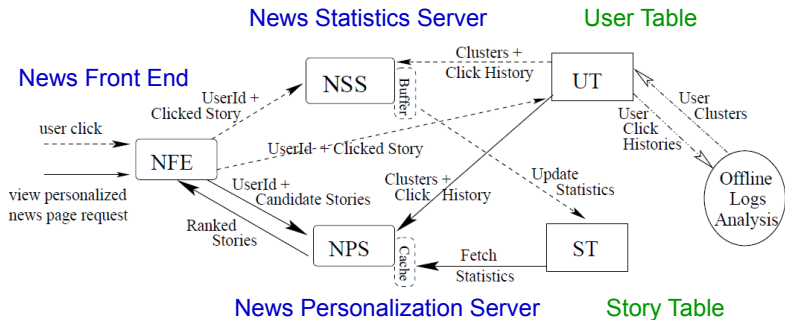 News Statistics Server
User Table
Clusters +
Click History
NSS
Buffer
UT
News Front End
UserId +
Clicked Story
User
Clusters
user click
User
Click
Histories
NFE
UserId + Clicked Story
view personalized
news page request
UserId +
Candidate Stories
Clusters +
Click History
Update
Statistics
Offline
Logs
Analysis
Ranked
Stories
NPS
Cache
Fetch
Statistics
ST
News Personalization Server
Story Table